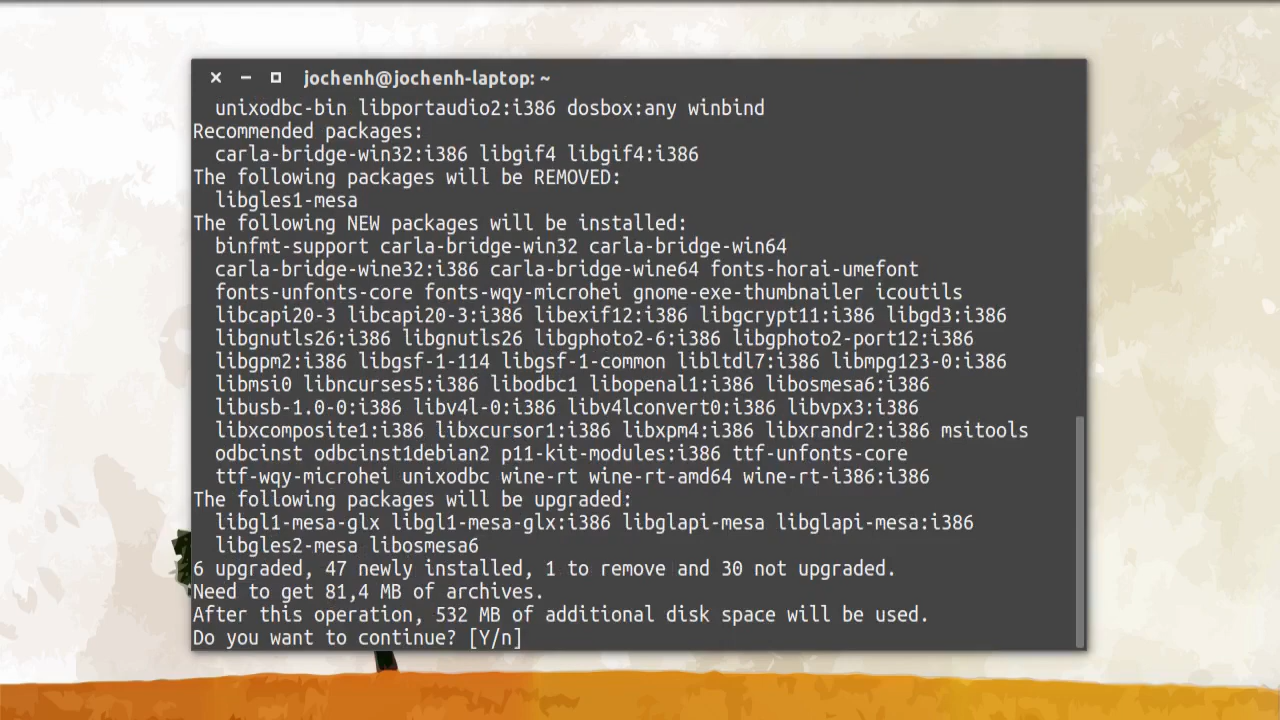 jochenh@jochenh-laptop: ~
unixodbc-bin libportaudio2:i386 dosbox:any winbind
Recommended packages:
carla-bridge-win32:i386 libgif4 libgif4:i386
The following packages will be REMOVED:
libgles1-mesa
The following NEW packages will be installed:
binfmt-support carla-bridge-win32 carla-bridge-win64
carla-bridge-wine32:i386 carla-bridge-wine64 fonts-horai-umefont
fonts-unfonts-core fonts-wqy-microhei gnome-exe-thumbnailer icoutils
libcapi20-3 libcapi20-3:i386 libexif12:i386 libgcrypt11:i386 libgd3:i386
libgnutls26:i386 libgnutls26 libgphoto2-6:i386 libgphoto2-port12:i386
libgpm2:i386 libgsf-1-114 libgsf-1-common libltdl7:i386 libmpg123-0:i386
libmsi0 libncurses5:i386 libodbc1 libopenal1:i386 libosmesa6:i386
libusb-1.0-0:i386 libv4l-0:i386 libv4lconvert0:i386 libvpx3:i386
libxcomposite1:i386 libxcursor1:i386 libxpm4:i386 libxrandr2:i386 msitools
odbcinst odbcinst1debian2 p11-kit-modules:i386 ttf-unfonts-core
ttf-wqy-microhei unixodbc wine-rt wine-rt-amd64 wine-rt-i386:i386
The following packages will be upgraded:
libgl1-mesa-glx libgl1-mesa-glx:i386 libglapi-mesa libglapi-mesa:i386
libgles2-mesa libosmesa6
6 upgraded, 47 newly installed, 1 to remove and 30 not upgraded.
Need to get 81,4 MB of archives.
After this operation, 532 MB of additional disk space will be used.
Do you want to continue? [Y/n]